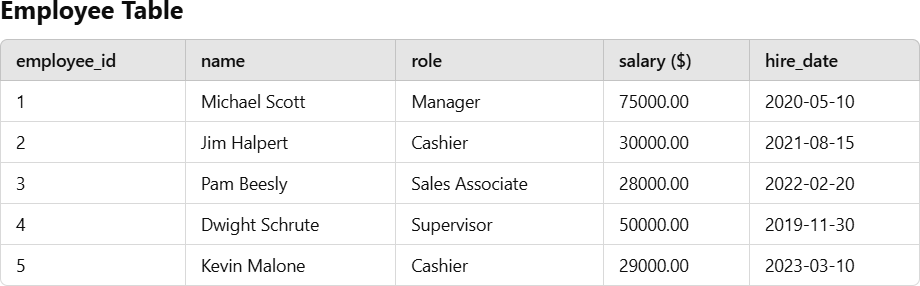 Employee Table
employee_id name role salary ($) hire_date
1 Michael Scott Manager 75000.00 2020-05-10
2 Jim Halpert Cashier 30000.00 2021-08-15
3 Pam Beesly Sales Associate 28000.00 2022-02-20
4 Dwight Schrute Supervisor 50000.00 2019-11-30
5 Kevin Malone Cashier 29000.00 2023-03-10